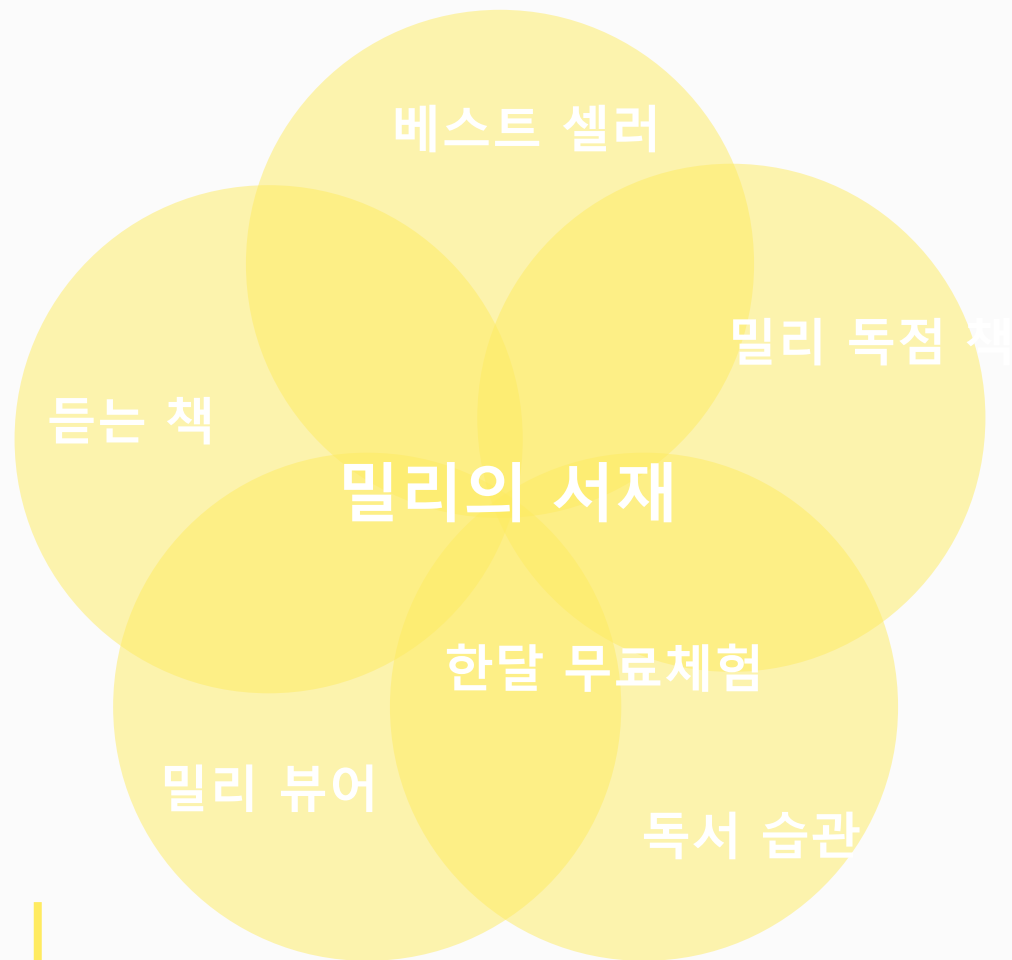 베스트 셀러
밀리 독점 책
듣는 책
밀리의 서재
한달 무료체험
밀리 뷰어
독서 습관